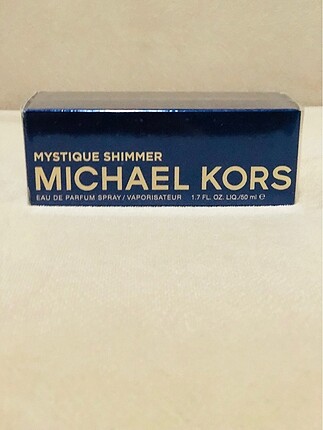 MYSTIQUE SHIMMER
MICHAEL KORS
EAU DE PARFUM SPRAY / VAPORISATEUR 1.7 FL. OZ. LIQ./50 ml ℮